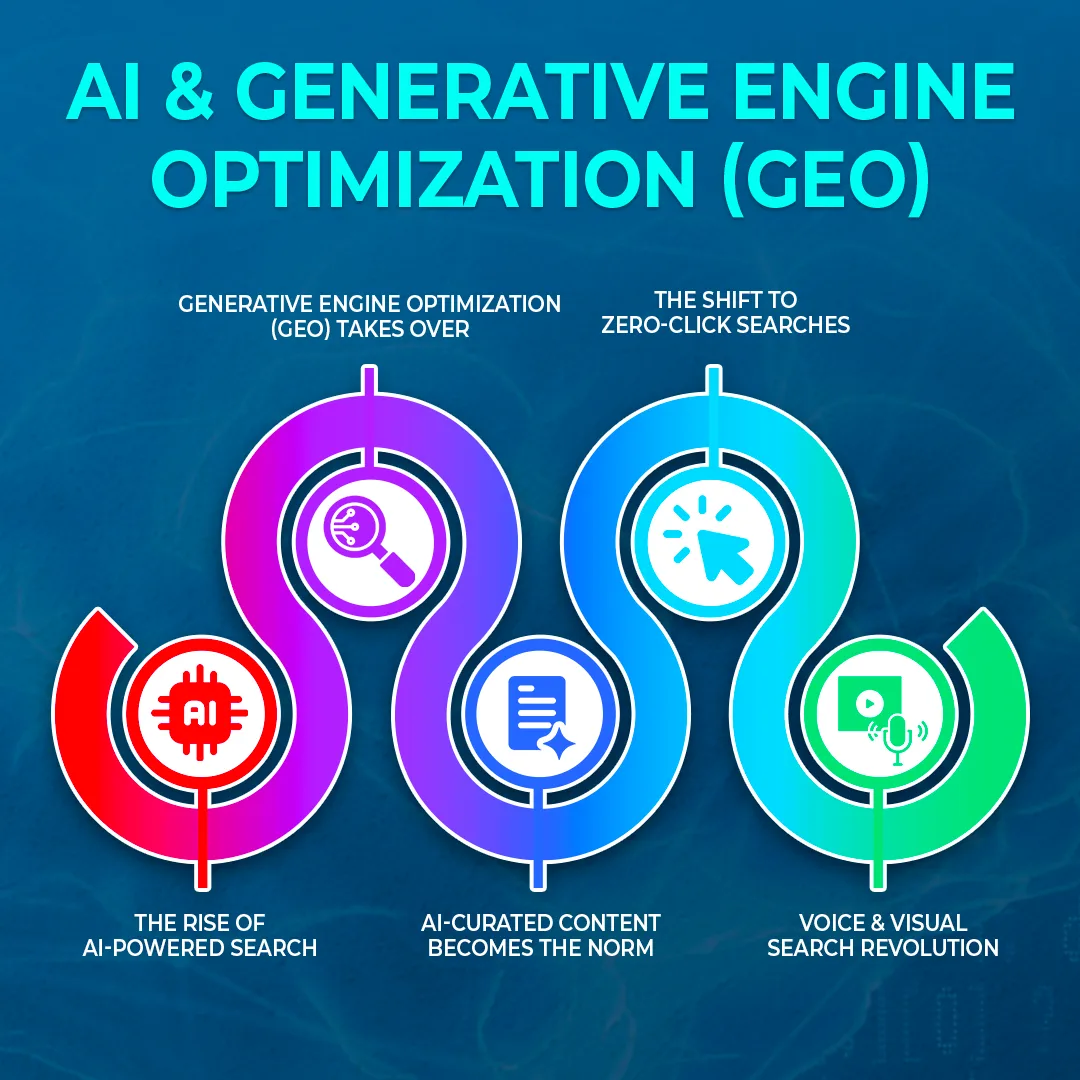 AI & GENERATIVE ENGINE
OPTIMIZATION (GEO)
GENERATIVE ENGINE OPTIMIZATION
(GEO) TAKES OVER
THE SHIFT TO
ZERO-CLICK SEARCHES
AI
THE RISE OF
AI-POWERED SEARCH
AI-CURATED CONTENT
BECOMES THE NORM
VOICE & VISUAL
SEARCH REVOLUTION